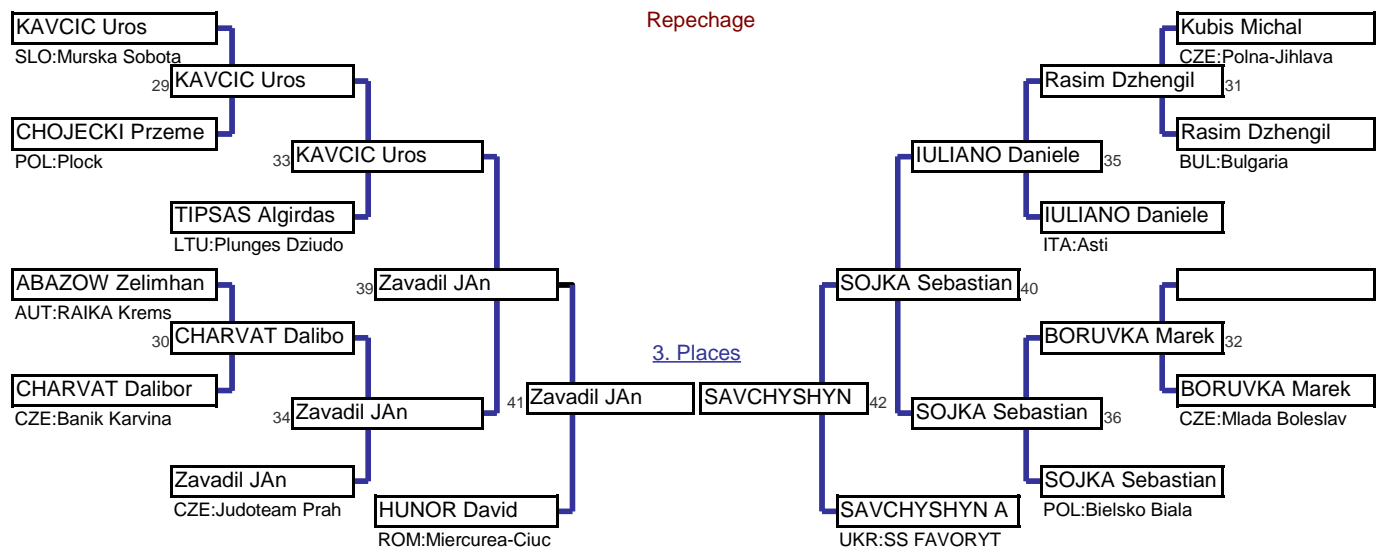 Repechage
KAVCIC Uros
SLO:Murska Sobota
29
KAVCIC Uros
CHOJECKI Przeme
POL:Plock
33
KAVCIC Uros
TIPSAS Algirdas
LTU:Plunges Dziudo
ABAZOW Zelimhan
AUT:RAIKA Krems
39
Zavadil JAn
30
CHARVAT Dalibo
CHARVAT Dalibor
CZE:Banik Karvina
34
Zavadil JAn
Zavadil JAn
CZE:Judoteam Prah
HUNOR David
ROM:Miercurea-Ciuc
3. Places
41
Zavadil JAn
SAVCHYSHYN
42
Kubis Michal
CZE:Polna-Jihlava
Rasim Dzhengil
31
Rasim Dzhengil
BUL:Bulgaria
IULIANO Daniele
35
IULIANO Daniele
ITA:Asti
SOJKA Sebastian
40
BORUVKA Marek
32
BORUVKA Marek
CZE:Mlada Boleslav
SOJKA Sebastian
36
SOJKA Sebastian
POL:Bielsko Biala
SAVCHYSHYN A
UKR:SS FAVORYT